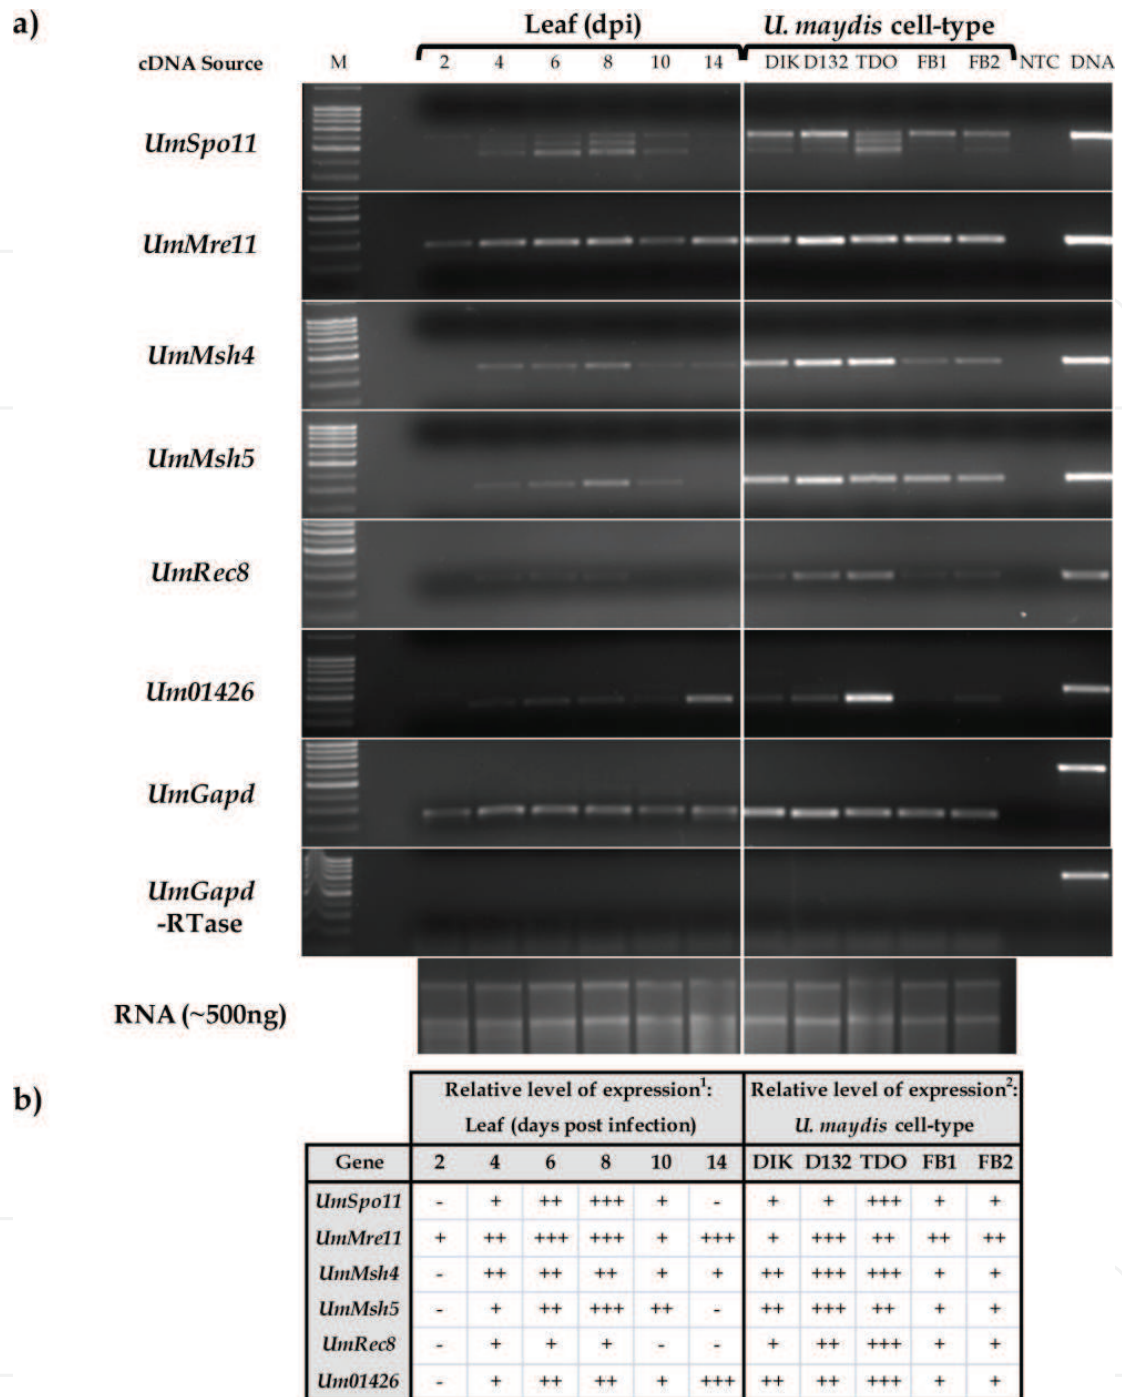 a)
Leaf (dpi) U. maydis cell-type
cDNA Source M 2 4 6 8 10 14 DIK D132 TDO FB1 FB2 NTC DNA
UmSpo11
UmMre11
UmMsh4
UmMsh5
UmRec8
Um01426
UmGapd
UmGapd
-RTase
RNA (~500ng)
b)
Relative level of expression¹: Relative level of expression²:
Leaf (days post infection) U. maydis cell-type
Gene 2 4 6 8 10 14 DIK D132 TDO FB1 FB2
UmSpo11 - + ++ +++ + - + + +++ + +
UmMre11 + ++ +++ +++ + +++ + +++ ++ ++ ++
UmMsh4 - ++ ++ ++ + + ++ +++ +++ + +
UmMsh5 - + ++ +++ ++ - ++ +++ ++ + +
UmRec8 - + + + - - + ++ +++ + +
Um01426 - + ++ ++ + +++ ++ ++ +++ + +